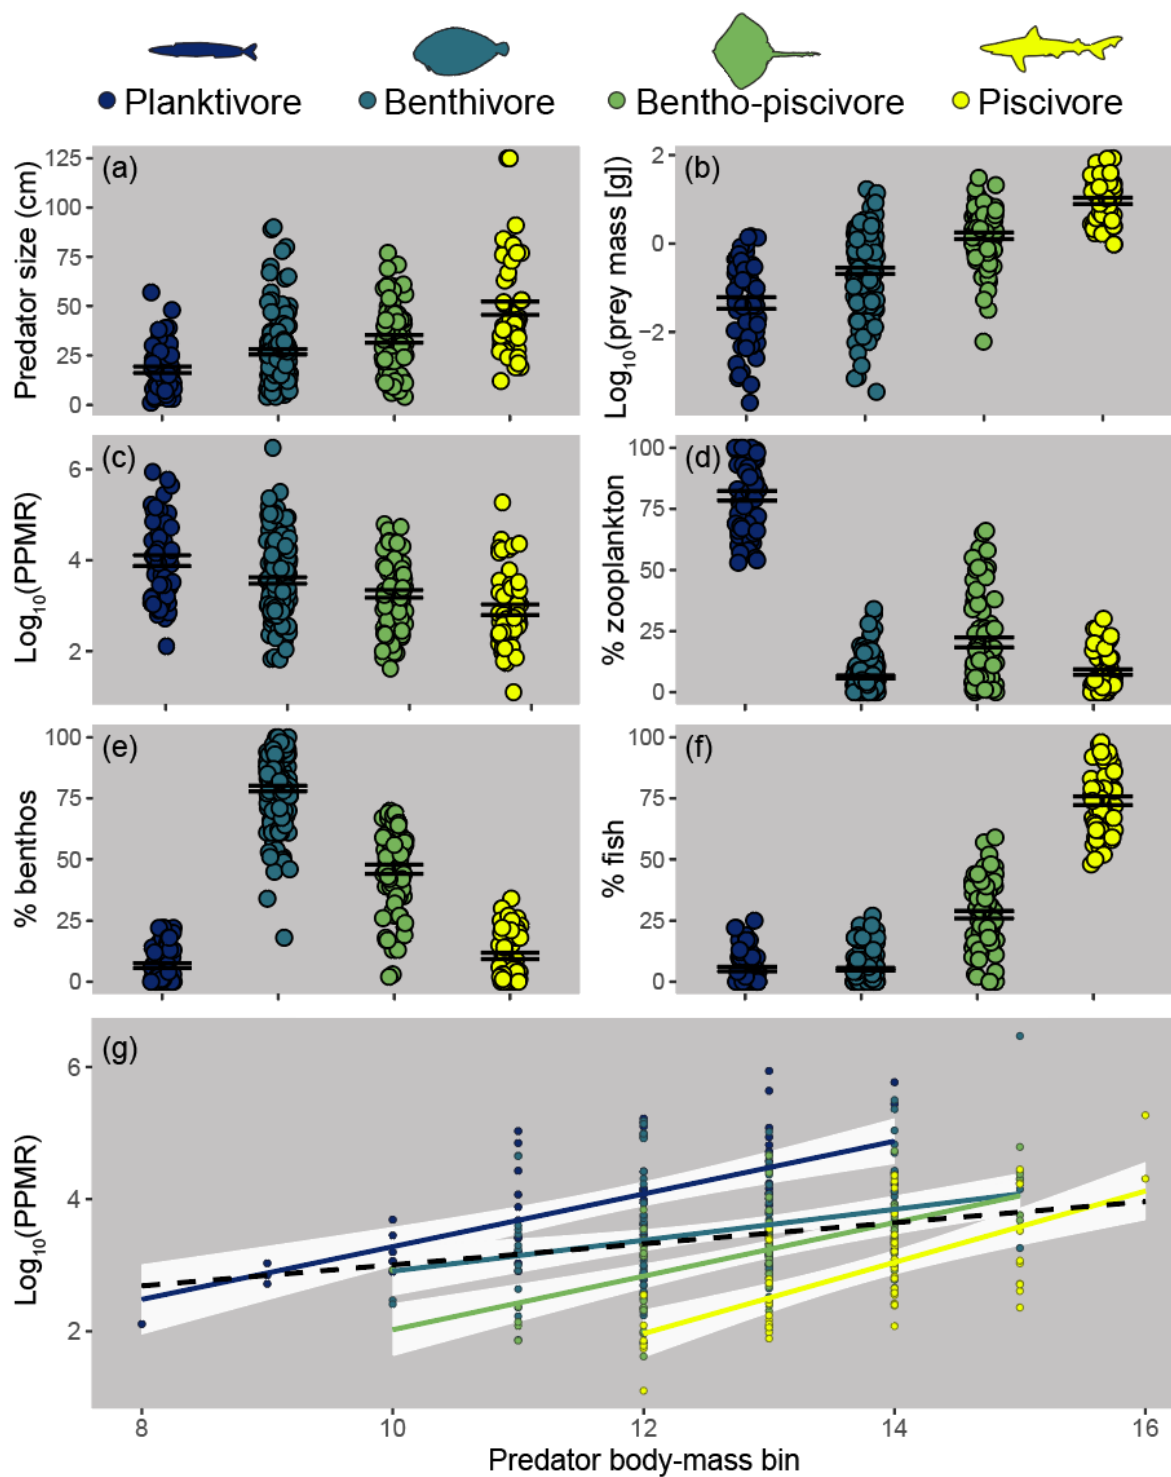 Planktivore Benthivore Bentho-piscivore Piscivore
(a)
Predator size (cm)
125
100
75
50
25
0
(b)
Log10(prey mass [g])
2
0
−2
(c)
Log10(PPMR)
6
4
2
(d)
% zooplankton
100
75
50
25
0
(e)
% benthos
100
75
50
25
0
(f)
% fish
100
75
50
25
0
(g)
Log10(PPMR)
6
4
2
8 10 12 14 16
Predator body-mass bin